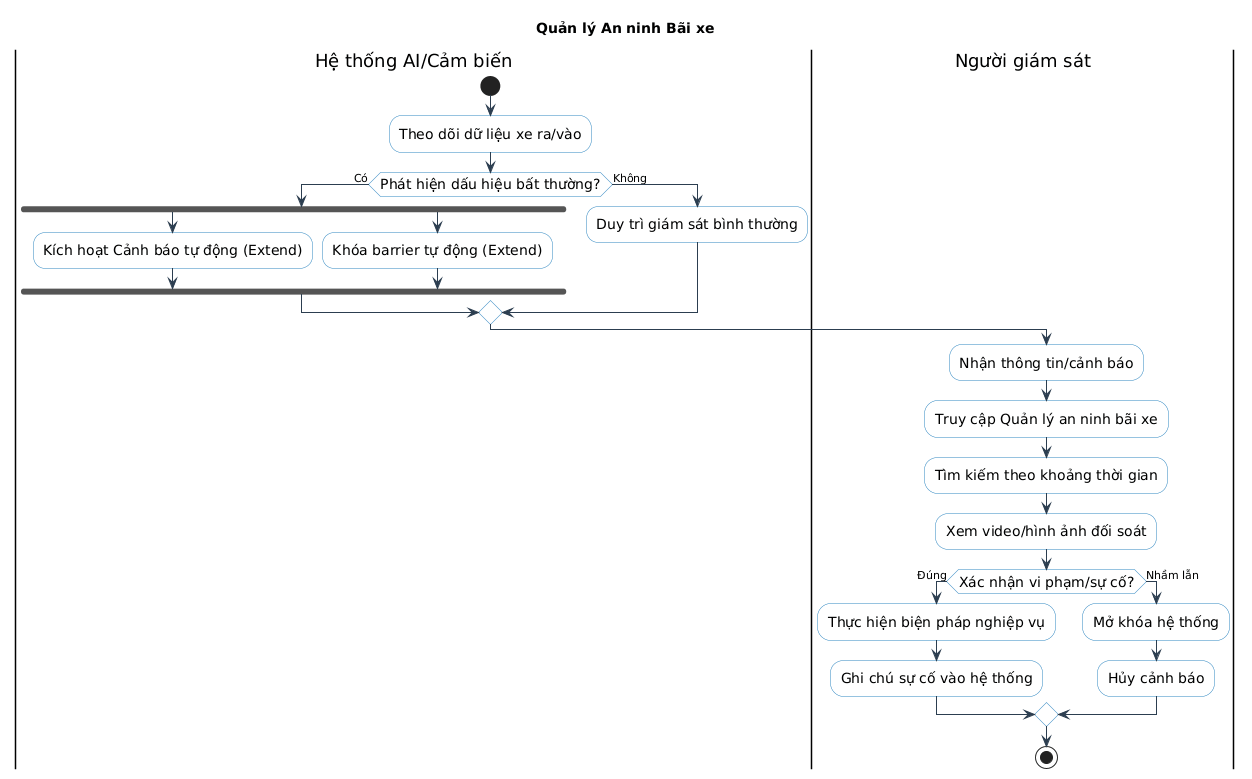 Quản lý An ninh Bãi xe
Hệ thống AI/Cảm biến
Người giám sát
Theo dõi dữ liệu xe ra/vào
Có
Phát hiện dấu hiệu bất thường?
Không
Kích hoạt Cảnh báo tự động (Extend)
Khóa barrier tự động (Extend)
Duy trì giám sát bình thường
Nhận thông tin/cảnh báo
Truy cập Quản lý an ninh bãi xe
Tìm kiếm theo khoảng thời gian
Xem video/hình ảnh đối soát
Đúng
Xác nhận vi phạm/sự cố?
Nhầm lẫn
Thực hiện biện pháp nghiệp vụ
Mở khóa hệ thống
Ghi chú sự cố vào hệ thống
Hủy cảnh báo